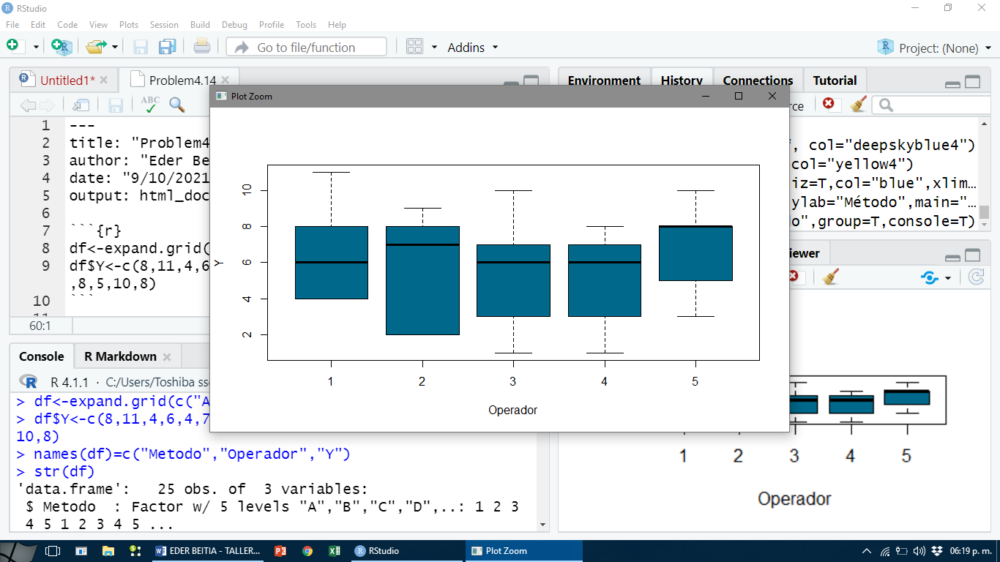 RStudio
File Edit Code View Plots Session Build Debug Profile Tools Help
Go to file/function Addins Project: (None)
Untitled1* Problem4.14
Environment History Connections Tutorial
ABC
1 ---
2 title: "Problem4
3 author: "Eder Be
4 date: "9/10/2021
5 output: html_doc
6
7 ```{r}
8 df<-expand.grid(
9 df$Y<-c(8,11,4,6
,8,5,10,8)
10 ```
60:1
Plot Zoom
Y
2 4 6 8 10
1 2 3 4 5
Operador
rce
, col="deepskyblue4")
col="yellow4")
iz=T,col="blue",xlim…
ylab="Método",main="…
o",group=T,console=T)
iewer
1 2 3 4 5
Operador
Console R Markdown
R 4.1.1 · C:/Users/Toshiba ss
> df<-expand.grid(c("A
> df$Y<-c(8,11,4,6,4,7
10,8)
> names(df)=c("Metodo","Operador","Y")
> str(df)
'data.frame': 25 obs. of 3 variables:
$ Metodo : Factor w/ 5 levels "A","B","C","D",..: 1 2 3
4 5 1 2 3 4 5 ...
EDER BEITIA - TALLER... RStudio Plot Zoom 06:19 p. m.